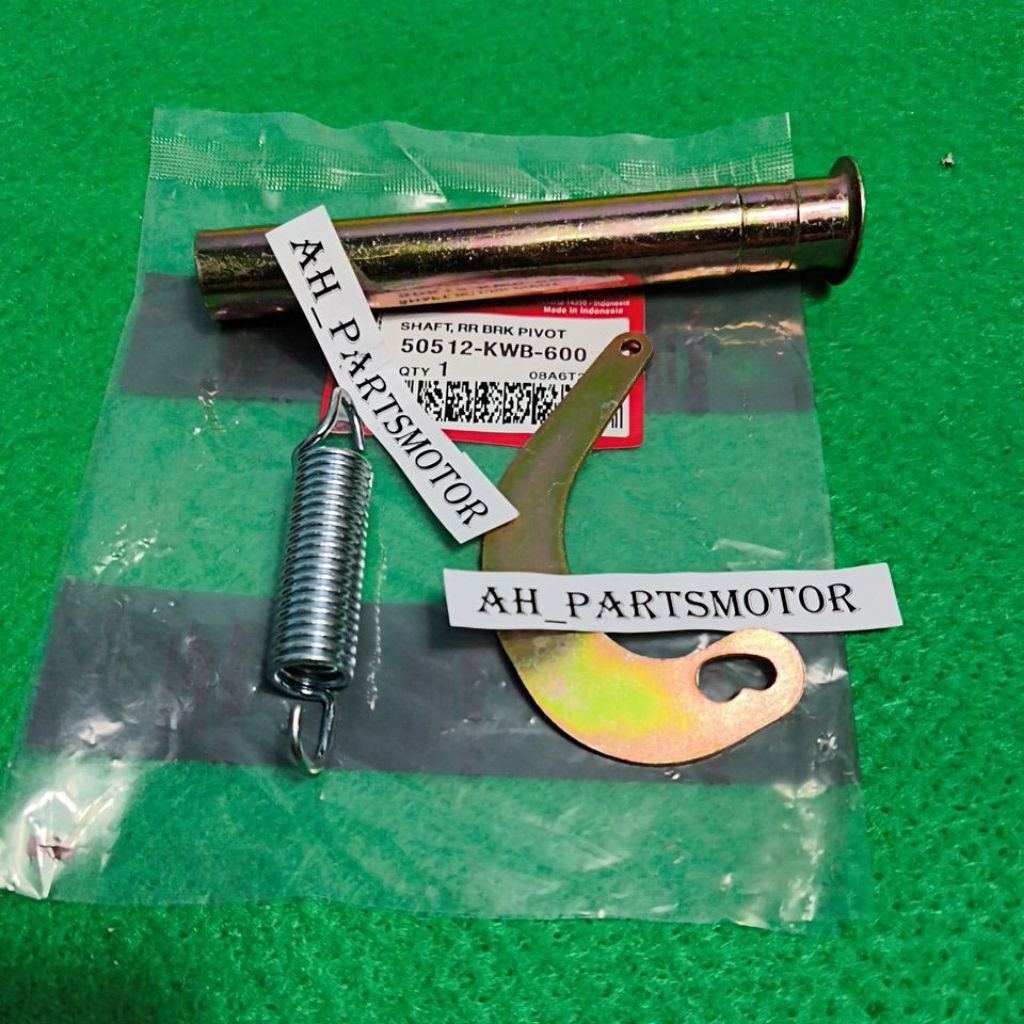 Made in Indonesia
SHAFT, RR BRK PIVOT
50512-KWB-600
QTY 1
AH_PARTSMOTOR
AH_PARTSMOTOR